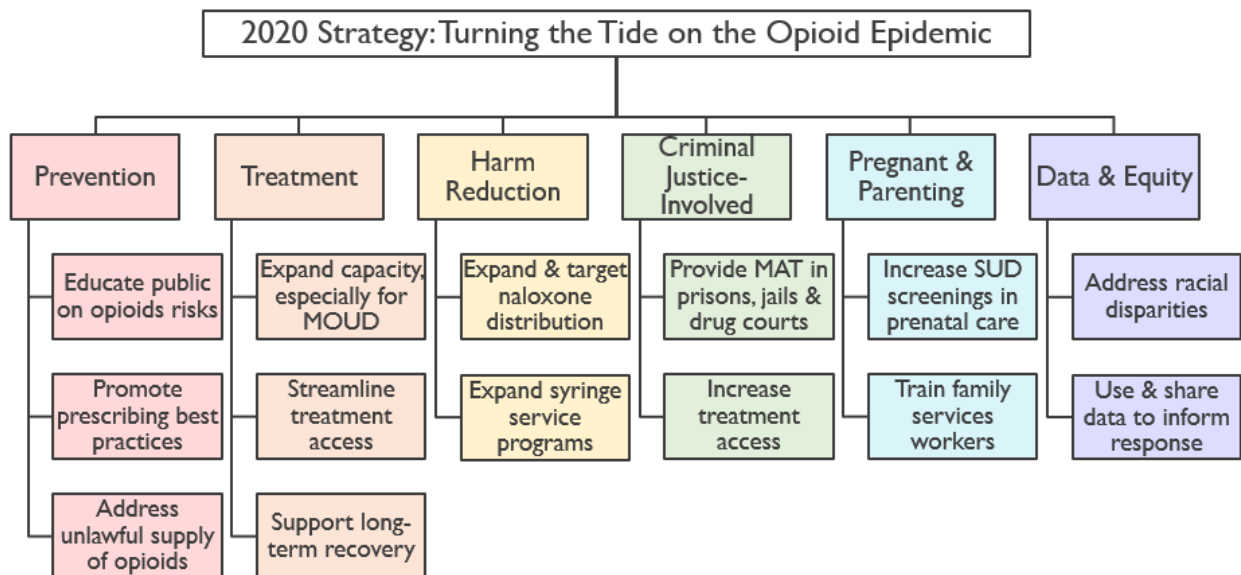 2020 Strategy: Turning the Tide on the Opioid Epidemic
Prevention
Educate public
on opioids risks
Promote
prescribing best
practices
Address
unlawful supply
of opioids
Treatment
Expand capacity,
especially for
MOUD
Streamline
treatment
access
Support long-
term recovery
Harm
Reduction
Expand & target
naloxone
distribution
Expand syringe
service
programs
Criminal
Justice-
Involved
Provide MAT in
prisons, jails &
drug courts
Increase
treatment
access
Pregnant &
Parenting
Increase SUD
screenings in
prenatal care
Train family
services
workers
Data & Equity
Address racial
disparities
Use & share
data to inform
response